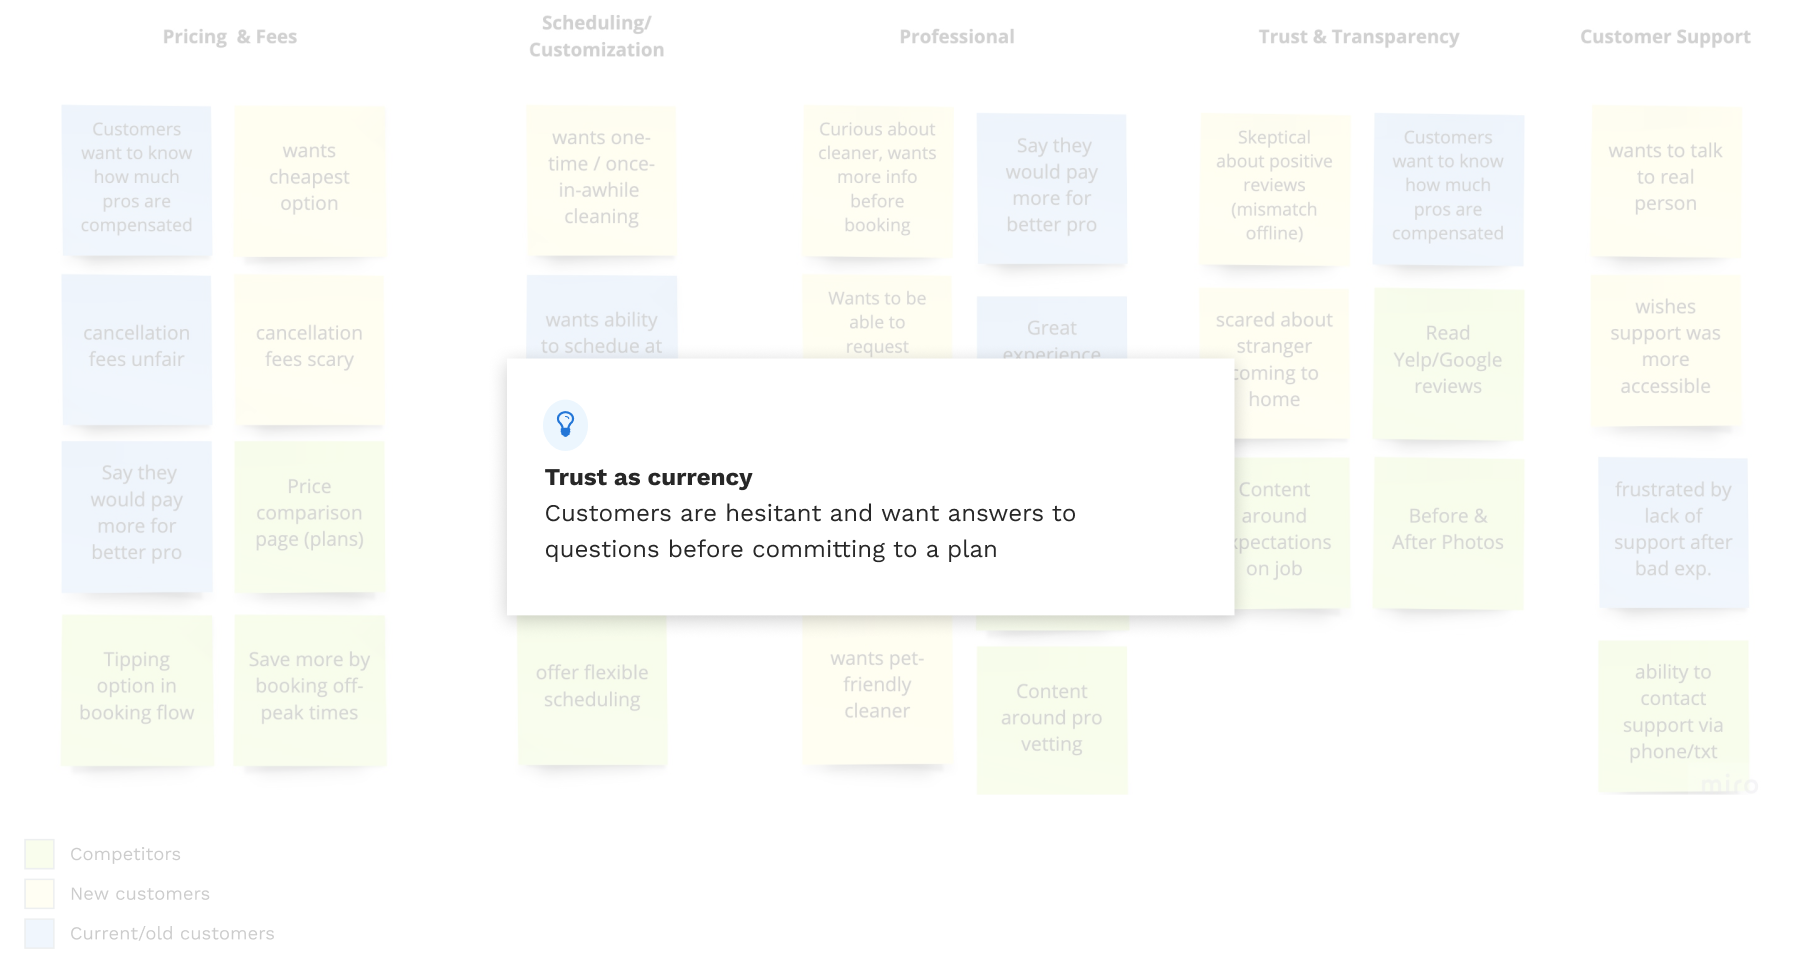 Pricing & Fees
Scheduling/
Customization
Professional
Trust & Transparency
Customer Support
Customers
want to know
how much
pros are
compensated
wants
cheapest
option
cancellation
fees unfair
cancellation
fees scary
Say they
would pay
more for
better pro
Price
comparison
page (plans)
Tipping
option in
booking flow
Save more by
booking off-
peak times
wants one-
time / once-
in-awhile
cleaning
wants ability
to schedue at
offer flexible
scheduling
Curious about
cleaner, wants
more info
before
booking
Say they
would pay
more for
better pro
Wants to be
able to
request
Great
experience
wants pet-
friendly
cleaner
Content
around pro
vetting
Skeptical
about positive
reviews
(mismatch
offline)
Customers
want to know
how much
pros are
compensated
scared about
stranger
coming to
home
Read
Yelp/Google
reviews
Content
around
xpectations
on job
Before &
After Photos
wants to talk
to real
person
wishes
support was
more
accessible
frustrated by
lack of
support after
bad exp.
ability to
contact
support via
phone/txt
miro
Trust as currency
Customers are hesitant and want answers to
questions before committing to a plan
Competitors
New customers
Current/old customers